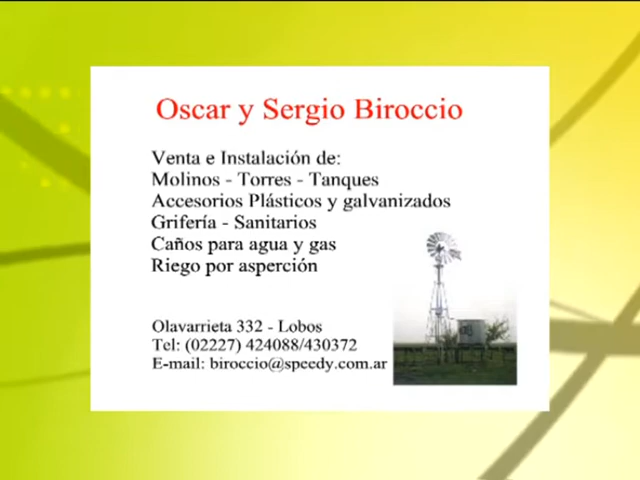 Oscar y Sergio Biroccio
Venta e Instalación de:
Molinos - Torres - Tanques
Accesorios Plásticos y galvanizados
Grifería - Sanitarios
Caños para agua y gas
Riego por asperción
Olavarrieta 332 - Lobos
Tel: (02227) 424088/430372
E-mail: biroccio@speedy.com.ar